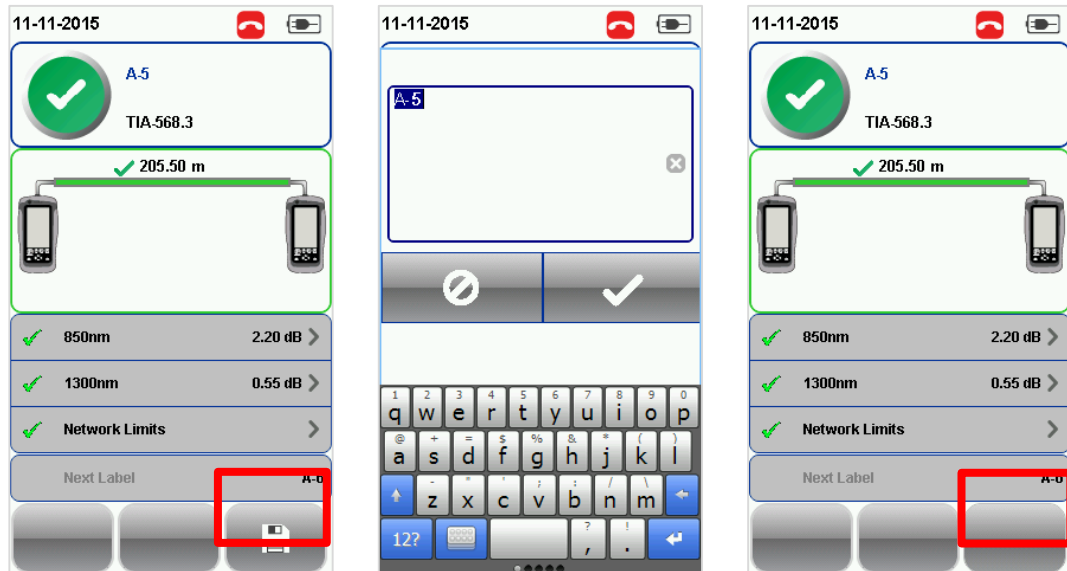 11-11-2015
A-5
TIA-568.3
205.50 m
850nm 2.20 dB
1300nm 0.55 dB
Network Limits
Next Label A-6
11-11-2015
A-5
1 2 3 4 5 6 7 8 9 0
q w e r t y u i o p
@ + = $ % & * ( )
a s d f g h j k l
- " ' ; : / \
z x c v b n m
? !
12? , .
11-11-2015
A-5
TIA-568.3
205.50 m
850nm 2.20 dB
1300nm 0.55 dB
Network Limits
Next Label A-6